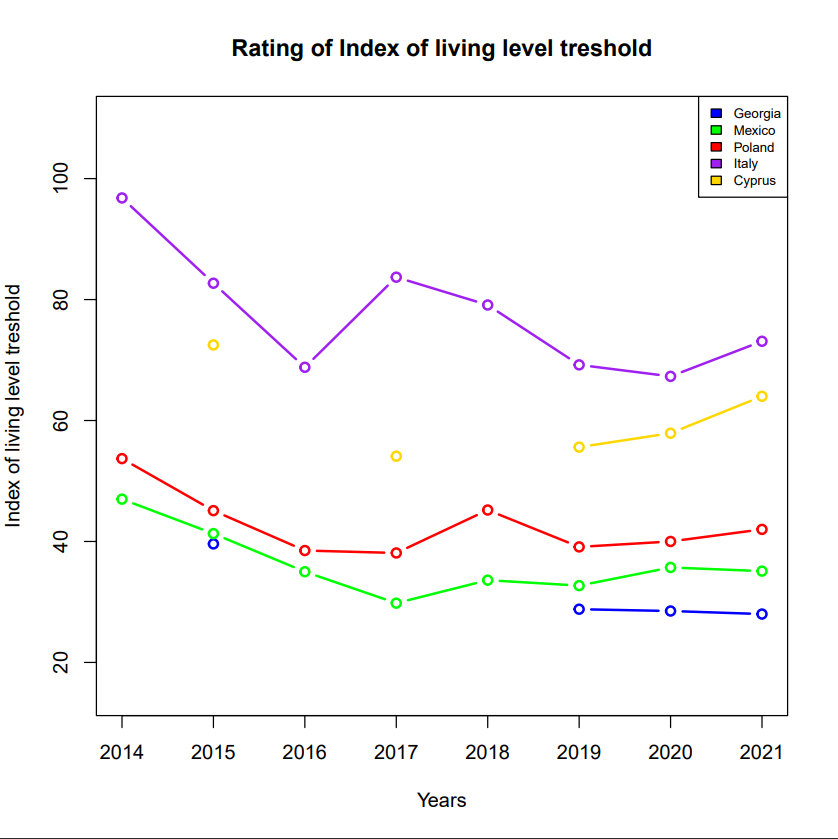 Rating of Index of living level treshold
Georgia
Mexico
Poland
Italy
Cyprus
Index of living level treshold
100
80
60
40
20
2014 2015 2016 2017 2018 2019 2020 2021
Years